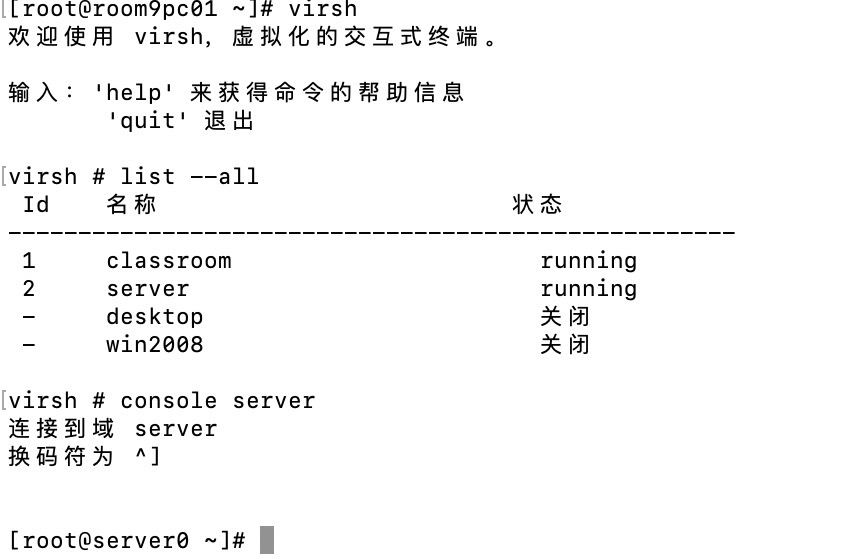 [[root@room9pc01 ~]# virsh
欢迎使用 virsh，虚拟化的交互式终端。
输入：'help' 来获得命令的帮助信息
'quit' 退出
[virsh # list --all
Id 名称 状态
----------------------------------------------------
1 classroom running
2 server running
- desktop 关闭
- win2008 关闭
[virsh # console server
连接到域 server
换码符为 ^]
[root@server0 ~]#